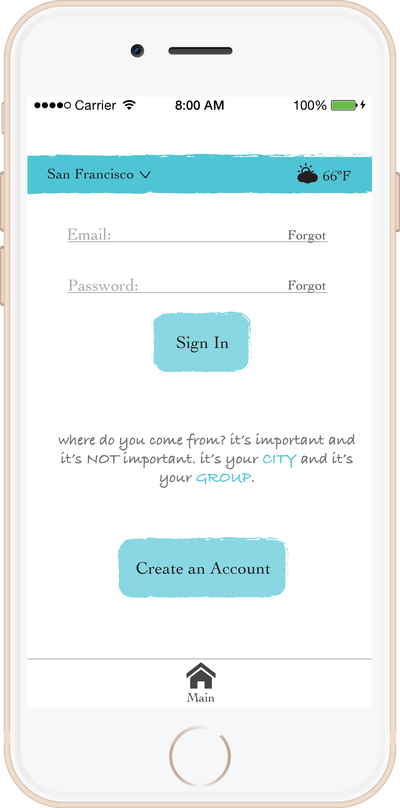 Carrier 8:00 AM 100%
San Francisco 66°F
Email: Forgot
Password: Forgot
Sign In
where do you come from? it's important and
it's NOT important. it's your CITY and it's
your GROUP.
Create an Account
Main